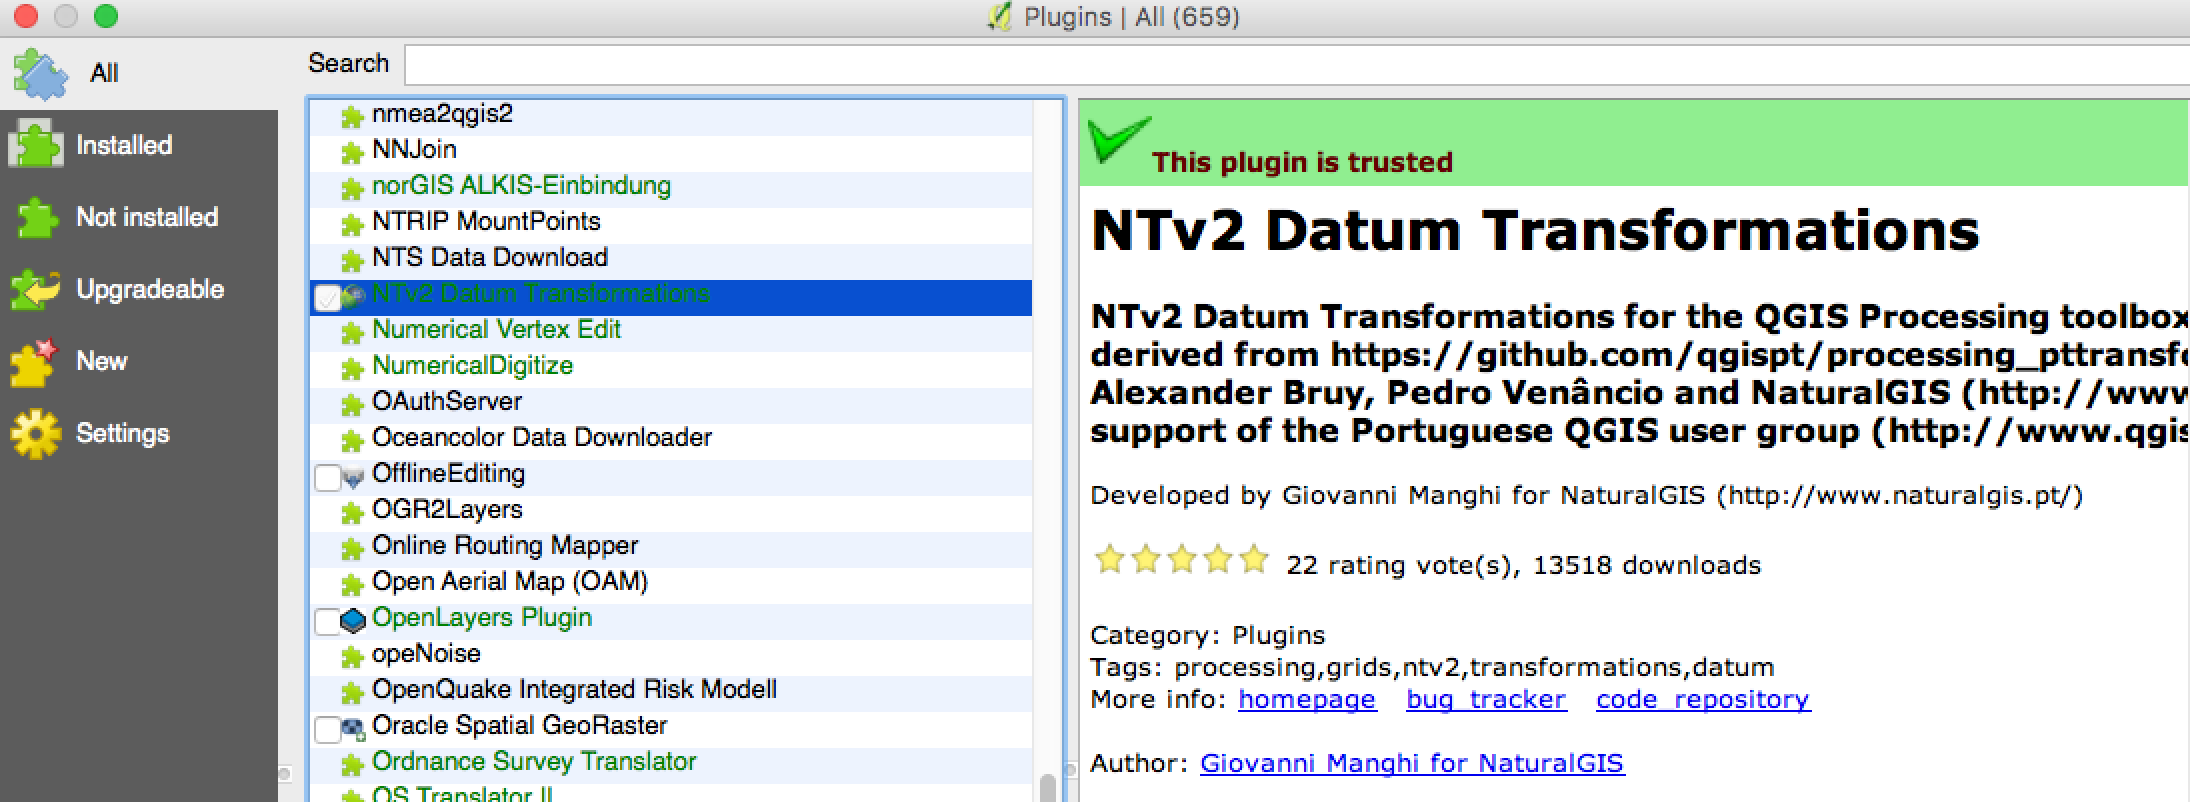 Plugins | All (659)
All
Installed
Not installed
Upgradeable
New
Settings
Search
nmea2qgis2
NNJoin
norGIS ALKIS-Einbindung
NTRIP MountPoints
NTS Data Download
NTv2 Datum Transformations
Numerical Vertex Edit
NumericalDigitize
OAuthServer
Oceancolor Data Downloader
OfflineEditing
OGR2Layers
Online Routing Mapper
Open Aerial Map (OAM)
OpenLayers Plugin
opeNoise
OpenQuake Integrated Risk Modell
Oracle Spatial GeoRaster
Ordnance Survey Translator
OS Translator II
This plugin is trusted
NTv2 Datum Transformations
NTv2 Datum Transformations for the QGIS Processing toolbox
derived from https://github.com/qgispt/processing_pttransfo
Alexander Bruy, Pedro Venâncio and NaturalGIS (http://www
support of the Portuguese QGIS user group (http://www.qgis
Developed by Giovanni Manghi for NaturalGIS (http://www.naturalgis.pt/)
22 rating vote(s), 13518 downloads
Category: Plugins
Tags: processing,grids,ntv2,transformations,datum
More info: homepage bug_tracker code_repository
Author: Giovanni Manghi for NaturalGIS